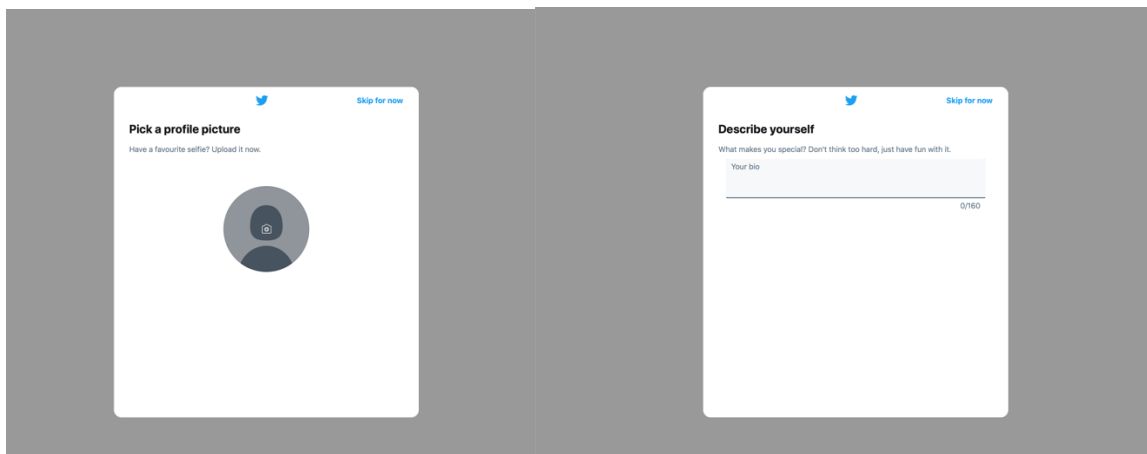 Skip for now
Pick a profile picture
Have a favourite selfie? Upload it now.
Skip for now
Describe yourself
What makes you special? Don't think too hard, just have fun with it.
Your bio
0/160